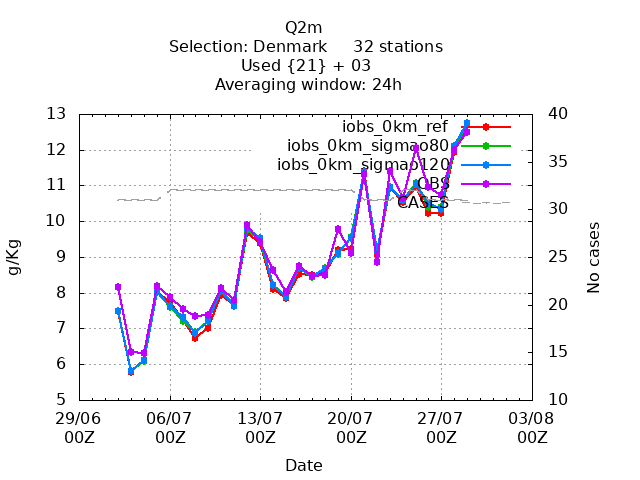 Q2m
Selection: Denmark 32 stations
Used {21} + 03
Averaging window: 24h
13
12
11
10
9
8
7
6
5
g/Kg
40
35
30
25
20
15
10
No cases
iobs_0km_ref
iobs_0km_sigmao80
iobs_0km_sigmao120
OBS
CASES
29/06 06/07 13/07 20/07 27/07 03/08
00Z 00Z 00Z 00Z 00Z 00Z
Date